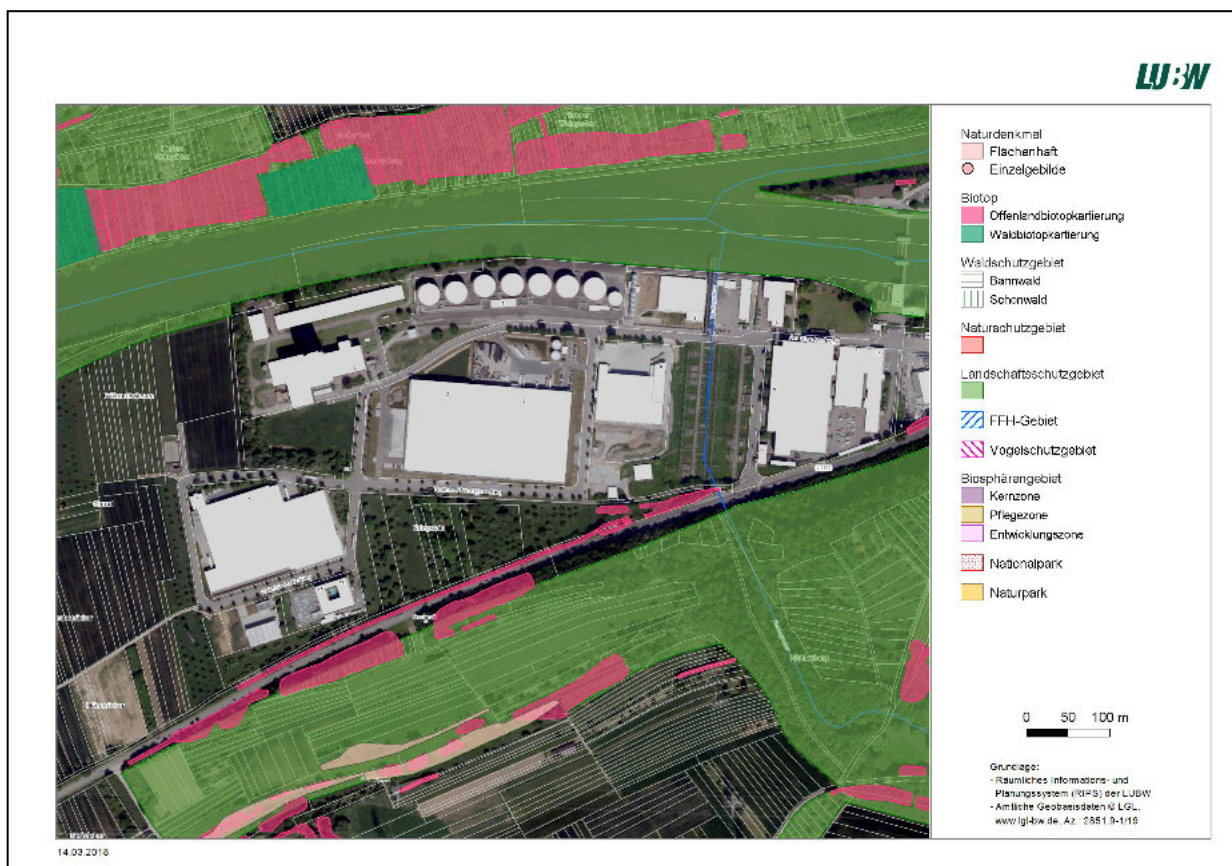 LUBW
Naturdenkmal
Flächenhaft
Einzelgebilde
Biotop
Offenlandbiotopkartierung
Waldbiotopkartierung
Waldschutzgebiet
Bannwald
Schonwald
Naturschutzgebiet
Landschaftsschutzgebiet
FFH-Gebiet
Vogelschutzgebiet
Biosphärengebiet
Kernzone
Pflegezone
Entwicklungszone
Nationalpark
Naturpark
0 50 100 m
Grundlage:
- Räumliches Informations- und
Planungssystem (RIPS) der LUBW
- Amtliche Geobasisdaten © LGL,
www.lgl-bw.de, Az.: 2851.9-1/19
14.03.2018